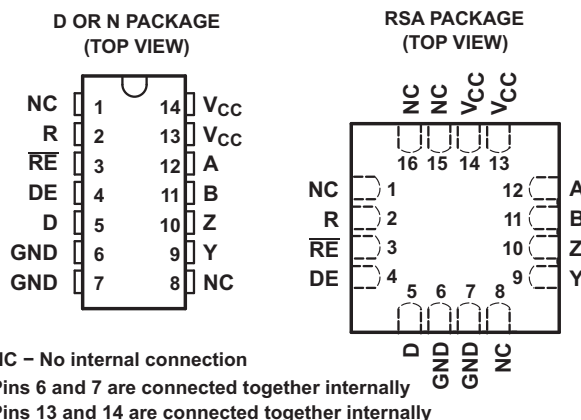 D OR N PACKAGE
(TOP VIEW)
NC 1 14 VCC
R 2 13 VCC
RE 3 12 A
DE 4 11 B
D 5 10 Z
GND 6 9 Y
GND 7 8 NC
RSA PACKAGE
(TOP VIEW)
NC NC VCC VCC
16 15 14 13
NC 1 12 A
R 2 11 B
RE 3 10 Z
DE 4 9 Y
5 6 7 8
D GND GND NC
NC − No internal connection
Pins 6 and 7 are connected together internally
Pins 13 and 14 are connected together internally